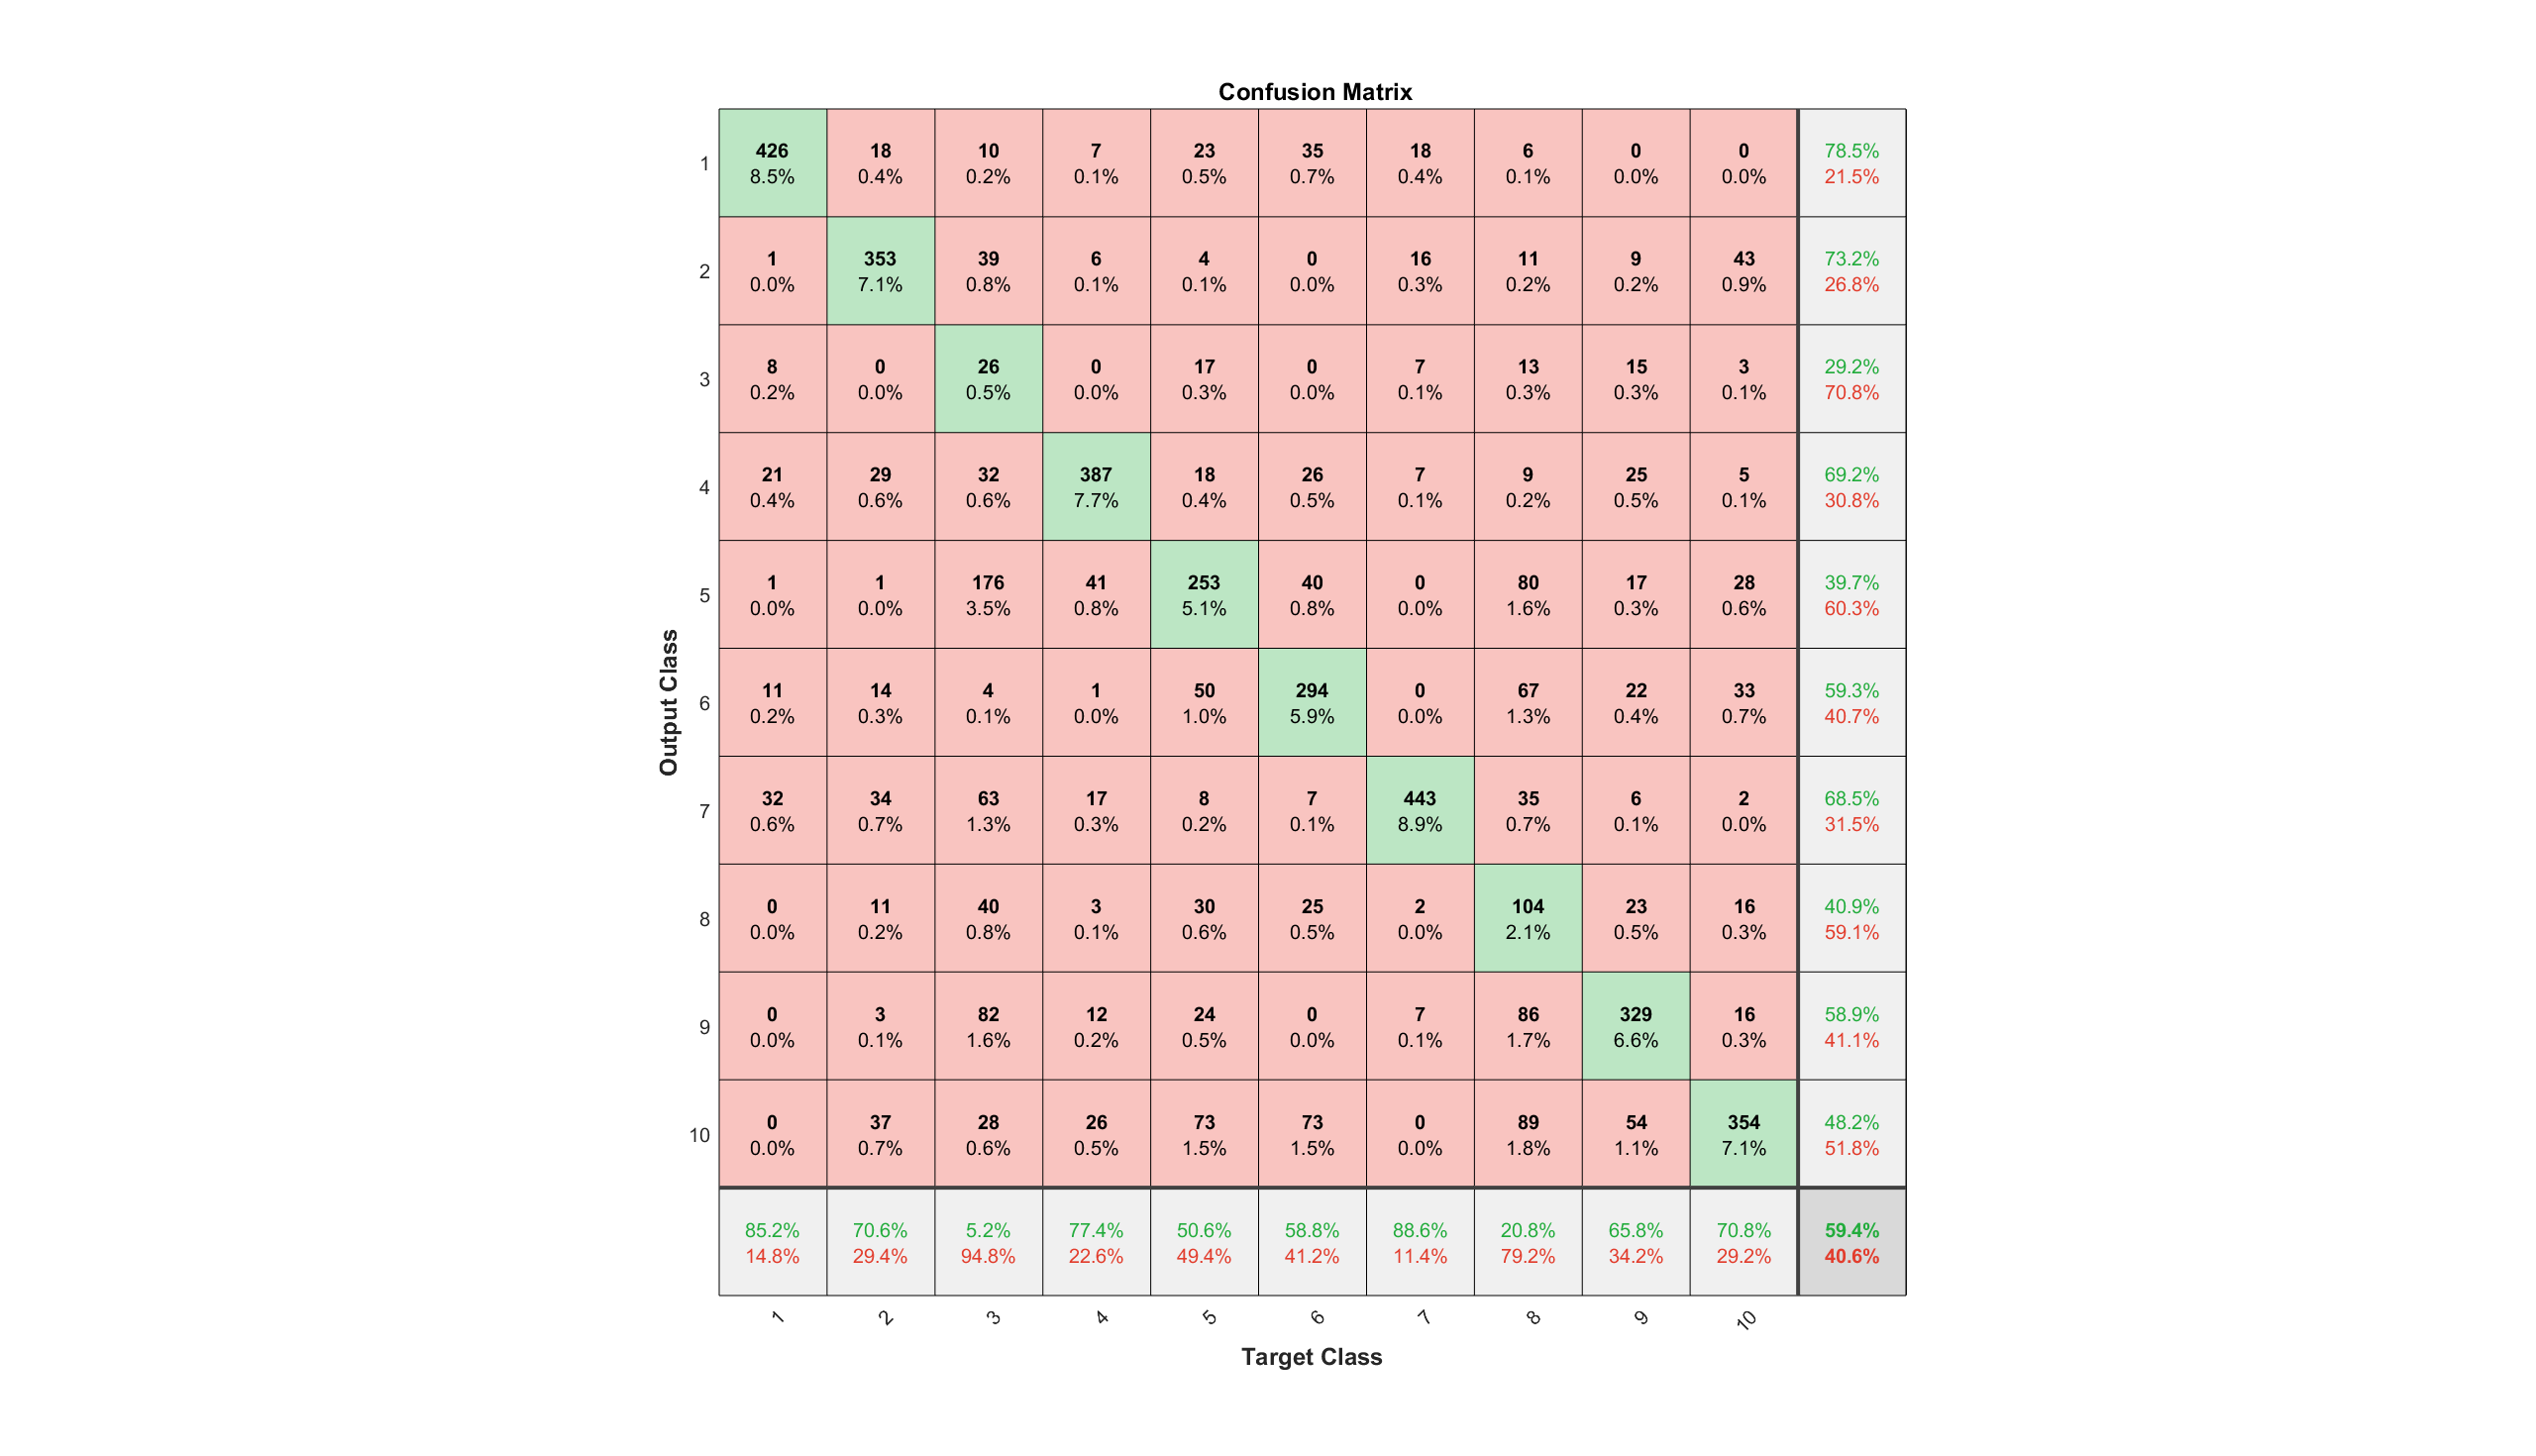 Confusion Matrix
1 426 18 10 7 23 35 18 6 0 0 78.5%
8.5% 0.4% 0.2% 0.1% 0.5% 0.7% 0.4% 0.1% 0.0% 0.0% 21.5%
2 1 353 39 6 4 0 16 11 9 43 73.2%
0.0% 7.1% 0.8% 0.1% 0.1% 0.0% 0.3% 0.2% 0.2% 0.9% 26.8%
3 8 0 26 0 17 0 7 13 15 3 29.2%
0.2% 0.0% 0.5% 0.0% 0.3% 0.0% 0.1% 0.3% 0.3% 0.1% 70.8%
4 21 29 32 387 18 26 7 9 25 5 69.2%
0.4% 0.6% 0.6% 7.7% 0.4% 0.5% 0.1% 0.2% 0.5% 0.1% 30.8%
5 1 1 176 41 253 40 0 80 17 28 39.7%
0.0% 0.0% 3.5% 0.8% 5.1% 0.8% 0.0% 1.6% 0.3% 0.6% 60.3%
6 11 14 4 1 50 294 0 67 22 33 59.3%
0.2% 0.3% 0.1% 0.0% 1.0% 5.9% 0.0% 1.3% 0.4% 0.7% 40.7%
7 32 34 63 17 8 7 443 35 6 2 68.5%
0.6% 0.7% 1.3% 0.3% 0.2% 0.1% 8.9% 0.7% 0.1% 0.0% 31.5%
8 0 11 40 3 30 25 2 104 23 16 40.9%
0.0% 0.2% 0.8% 0.1% 0.6% 0.5% 0.0% 2.1% 0.5% 0.3% 59.1%
9 0 3 82 12 24 0 7 86 329 16 58.9%
0.0% 0.1% 1.6% 0.2% 0.5% 0.0% 0.1% 1.7% 6.6% 0.3% 41.1%
10 0 37 28 26 73 73 0 89 54 354 48.2%
0.0% 0.7% 0.6% 0.5% 1.5% 1.5% 0.0% 1.8% 1.1% 7.1% 51.8%
85.2% 70.6% 5.2% 77.4% 50.6% 58.8% 88.6% 20.8% 65.8% 70.8% 59.4%
14.8% 29.4% 94.8% 22.6% 49.4% 41.2% 11.4% 79.2% 34.2% 29.2% 40.6%
1 2 3 4 5 6 7 8 9 10
Target Class
Output Class